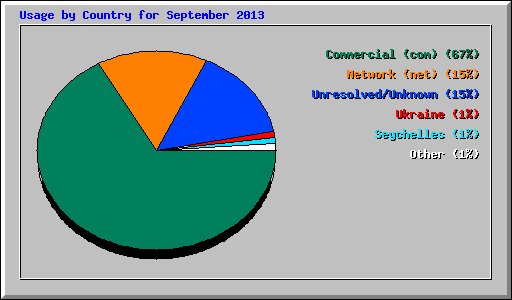 Usage by Country for September 2013
Commercial (com) (67%)
Network (net) (15%)
Unresolved/Unknown (15%)
Ukraine (1%)
Seychelles (1%)
Other (1%)